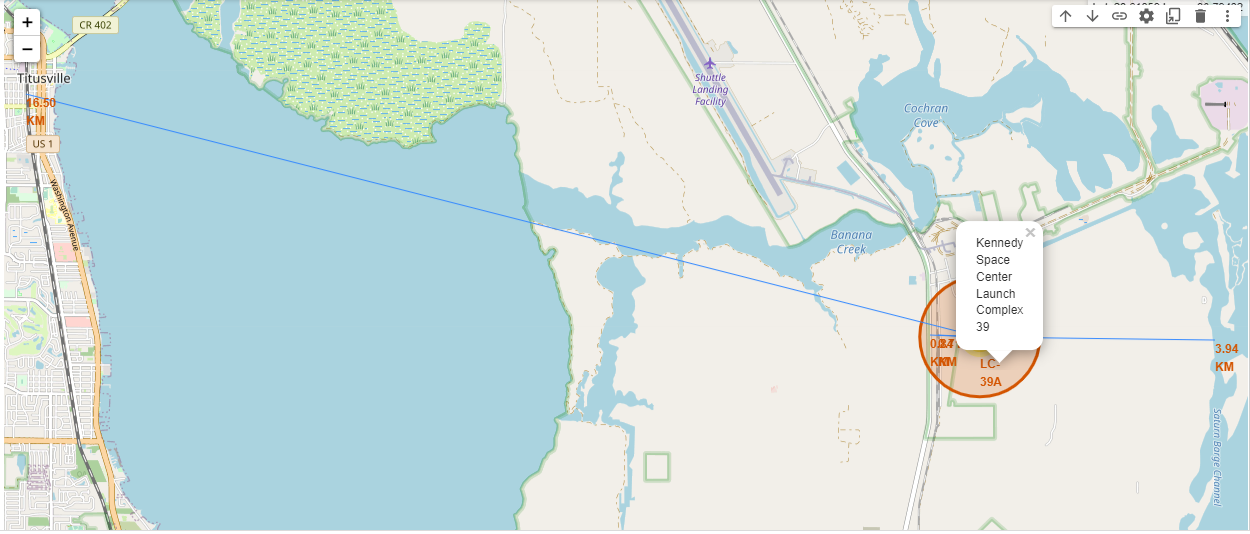 +
−
CR 402
Titusville
16.50
KM
US 1
Washington Avenue
Shuttle
Landing
Facility
Cochran
Cove
Banana
Creek
×
Kennedy
Space
Center
Launch
Complex
39
KM
LC-
39A
3.94
KM
Saturn Barge Channel